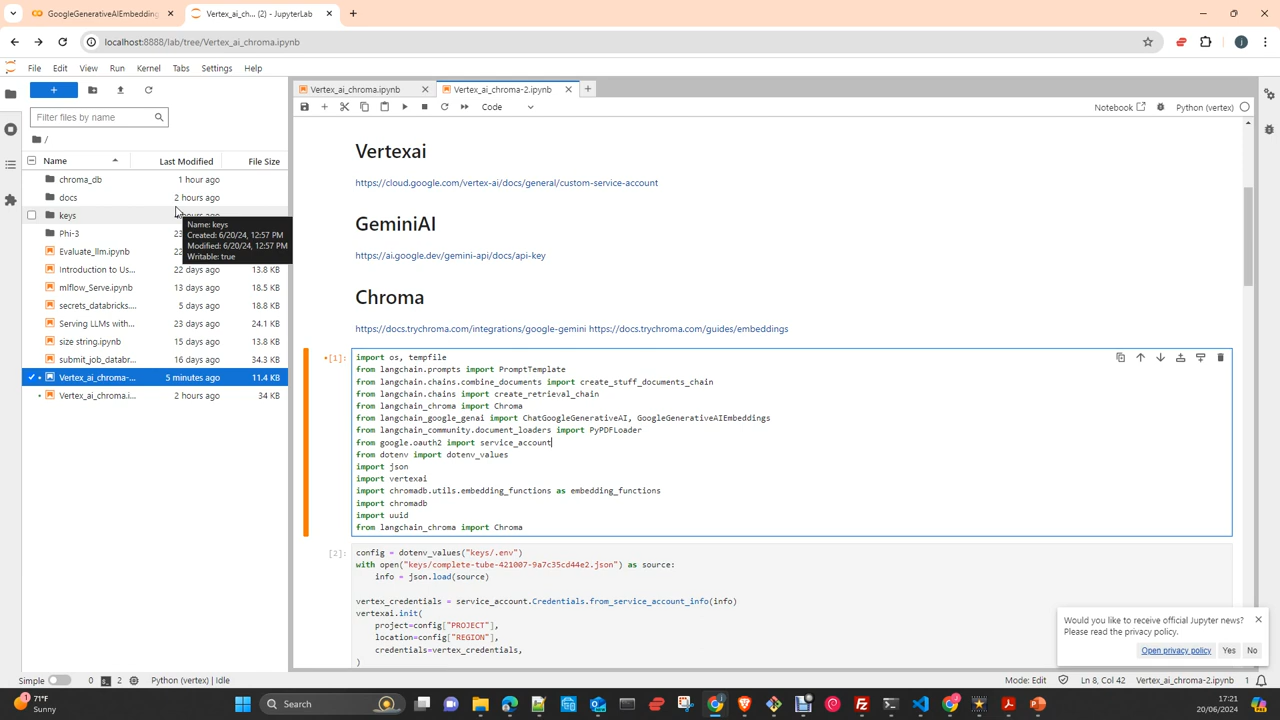 GoogleGenerativeAIEmbedding
Vertex_ai_ch... (2) - JupyterLab
localhost:8888/lab/tree/Vertex_ai_chroma.ipynb
File Edit View Run Kernel Tabs Settings Help
Vertex_ai_chroma.ipynb
Vertex_ai_chroma-2.ipynb
Code
Notebook
Python (vertex)
Filter files by name
/
Name Last Modified File Size
chroma_db 1 hour ago
docs 2 hours ago
keys
Name: keys
Created: 6/20/24, 12:57 PM
Modified: 6/20/24, 12:57 PM
Writable: true
Phi-3
Evaluate_llm.ipynb
Introduction to Us... 22 days ago 13.8 KB
mlflow_Serve.ipynb 13 days ago 18.5 KB
secrets_databricks.... 5 days ago 18.8 KB
Serving LLMs with... 23 days ago 24.1 KB
size string.ipynb 15 days ago 13.8 KB
submit_job_databr... 16 days ago 34.3 KB
Vertex_ai_chroma-... 5 minutes ago 11.4 KB
Vertex_ai_chroma.i... 2 hours ago 34 KB
Vertexai
https://cloud.google.com/vertex-ai/docs/general/custom-service-account
GeminiAI
https://ai.google.dev/gemini-api/docs/api-key
Chroma
https://docs.trychroma.com/integrations/google-gemini https://docs.trychroma.com/guides/embeddings
[1]:
import os, tempfile
from langchain.prompts import PromptTemplate
from langchain.chains.combine_documents import create_stuff_documents_chain
from langchain.chains import create_retrieval_chain
from langchain_chroma import Chroma
from langchain_google_genai import ChatGoogleGenerativeAI, GoogleGenerativeAIEmbeddings
from langchain_community.document_loaders import PyPDFLoader
from google.oauth2 import service_account
from dotenv import dotenv_values
import json
import vertexai
import chromadb.utils.embedding_functions as embedding_functions
import chromadb
import uuid
from langchain_chroma import Chroma
[2]:
config = dotenv_values("keys/.env")
with open("keys/complete-tube-421007-9a7c35cd44e2.json") as source:
info = json.load(source)
vertex_credentials = service_account.Credentials.from_service_account_info(info)
vertexai.init(
project=config["PROJECT"],
location=config["REGION"],
credentials=vertex_credentials,
)
Would you like to receive official Jupyter news?
Please read the privacy policy.
Open privacy policy Yes No
Simple 0 2 Python (vertex) | Idle
Mode: Edit Ln 8, Col 42 Vertex_ai_chroma-2.ipynb 1
71°F
Sunny
Search
17:21
20/06/2024